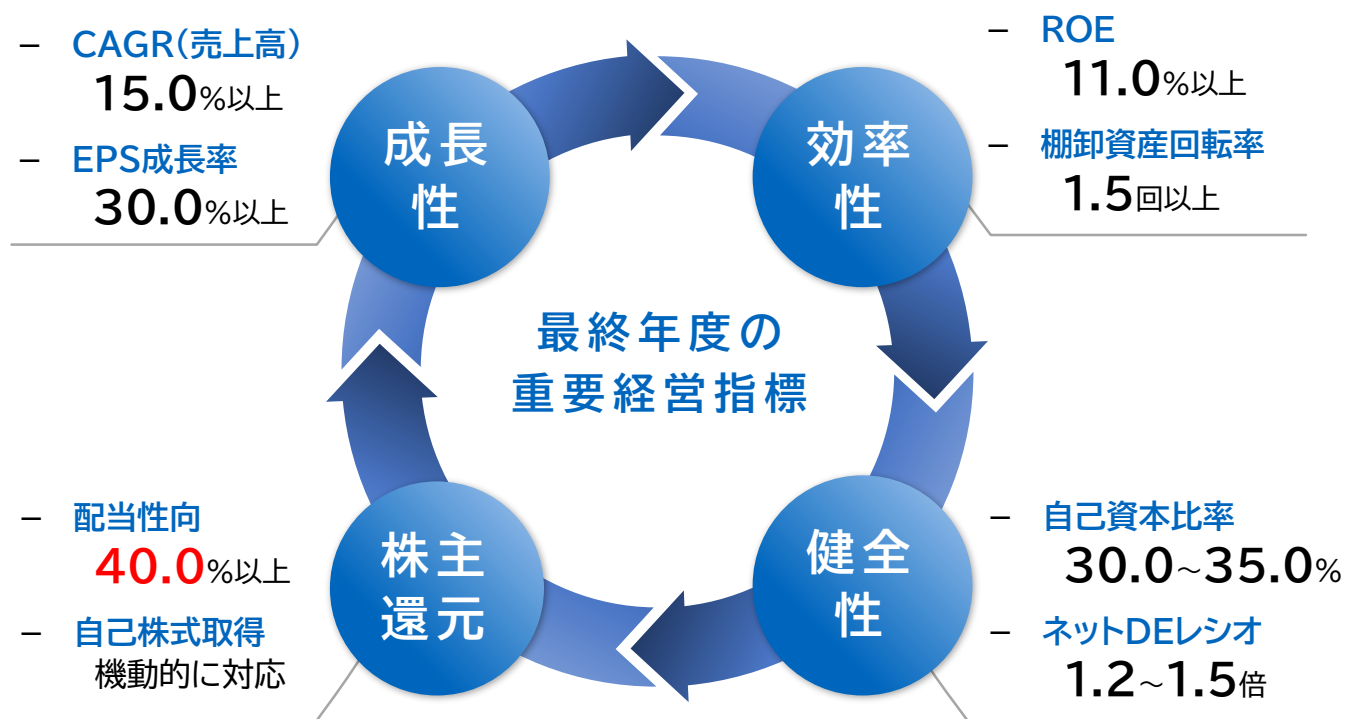 – CAGR(売上高)
15.0%以上
– EPS成長率
30.0%以上
成長
性
– ROE
11.0%以上
– 棚卸資産回転率
1.5回以上
効率
性
最終年度の
重要経営指標
– 配当性向
40.0%以上
– 自己株式取得
機動的に対応
株主
還元
– 自己資本比率
30.0~35.0%
– ネットDEレシオ
1.2~1.5倍
健全
性